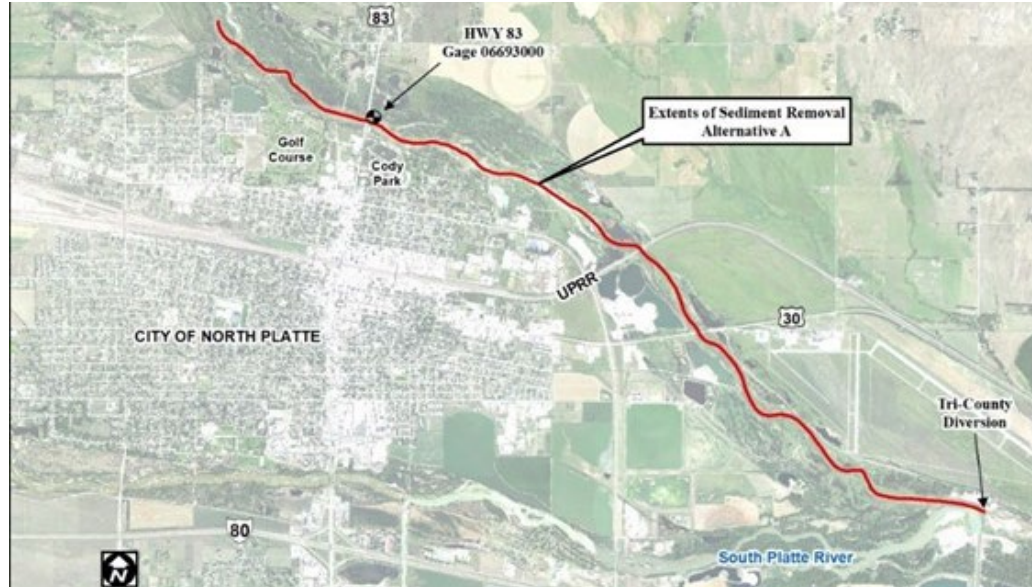 83
HWY 83
Gage 06693000
Extents of Sediment Removal
Alternative A
Golf
Course
Cody
Park
UPRR
30
CITY OF NORTH PLATTE
Tri-County
Diversion
80
South Platte River
N